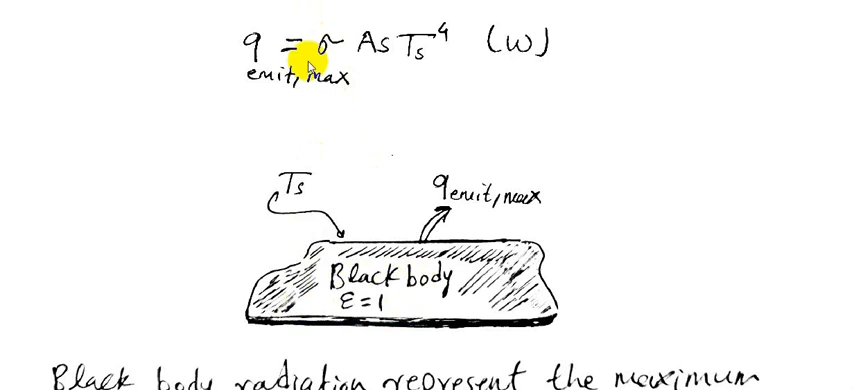 q = σ As Ts⁴ (W)
emit, max
Ts
qemit, max
Black body
ε = 1
Black body radiation represent the maximum